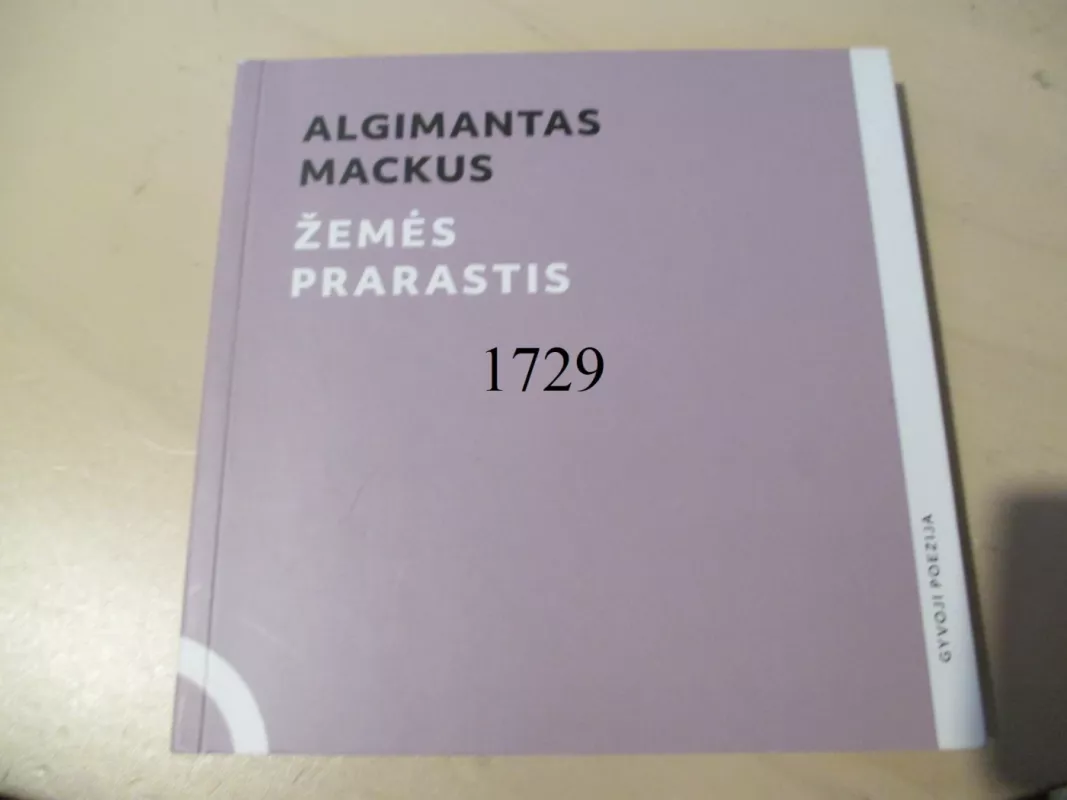 ALGIMANTAS
MACKUS
ŽEMĖS
PRARASTIS
1729
GYVOJI POEZIJA